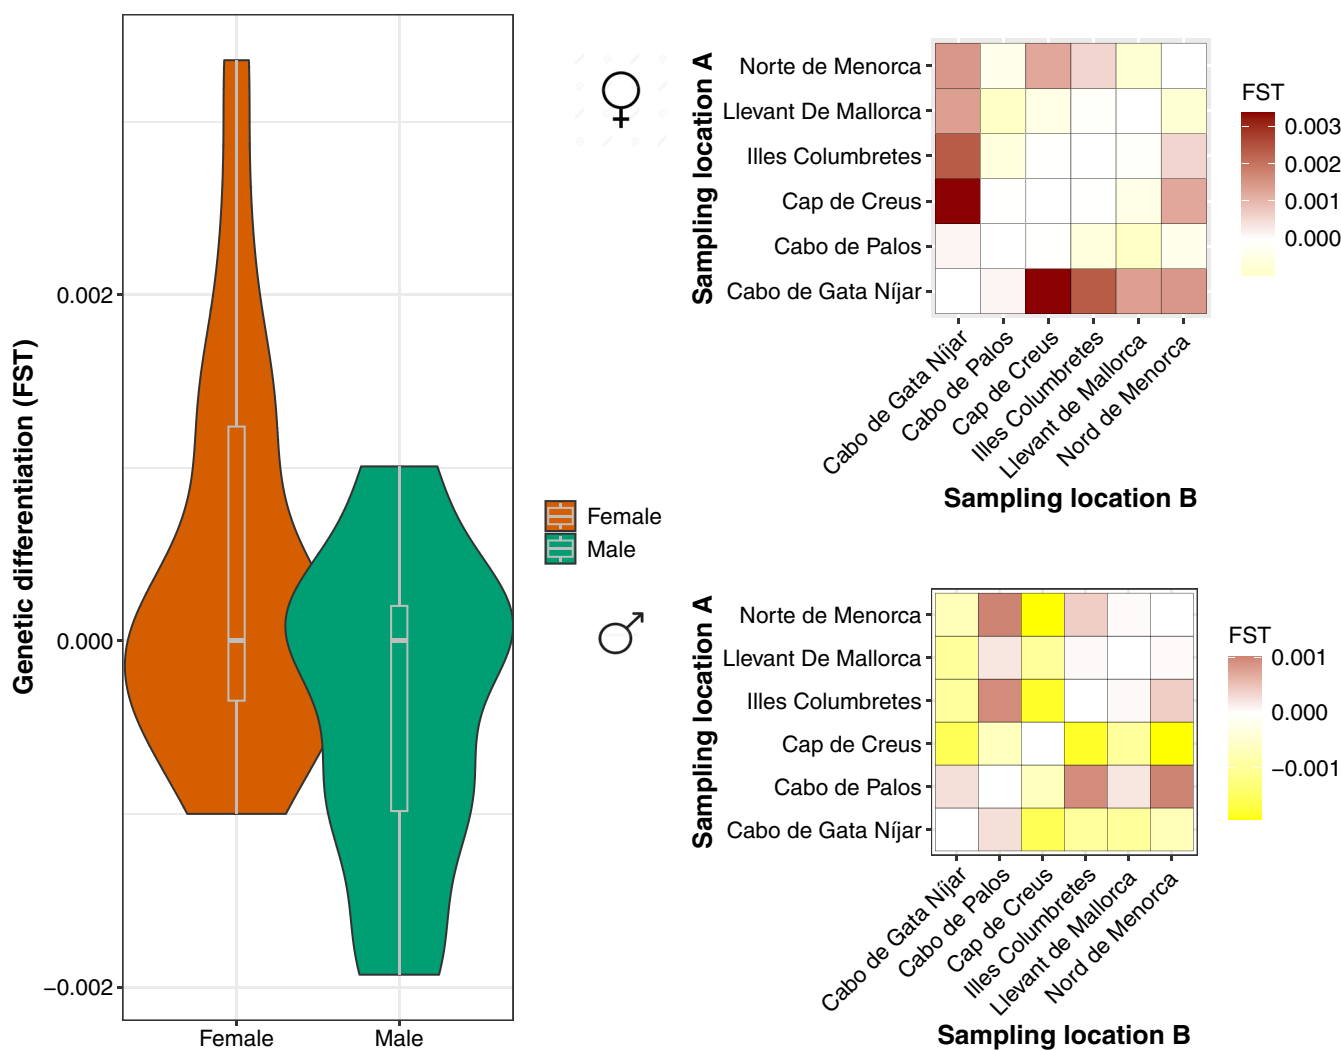 Genetic differentiation (FST)
0.002
0.000
−0.002
Female
Male
Female
Male
♀
Sampling location A
Norte de Menorca
Llevant De Mallorca
Illes Columbretes
Cap de Creus
Cabo de Palos
Cabo de Gata Níjar
Cabo de Gata Níjar
Cabo de Palos
Cap de Creus
Illes Columbretes
Llevant de Mallorca
Nord de Menorca
Sampling location B
FST
0.003
0.002
0.001
0.000
♂
Sampling location A
Norte de Menorca
Llevant De Mallorca
Illes Columbretes
Cap de Creus
Cabo de Palos
Cabo de Gata Níjar
Cabo de Gata Níjar
Cabo de Palos
Cap de Creus
Illes Columbretes
Llevant de Mallorca
Nord de Menorca
Sampling location B
FST
0.001
0.000
−0.001